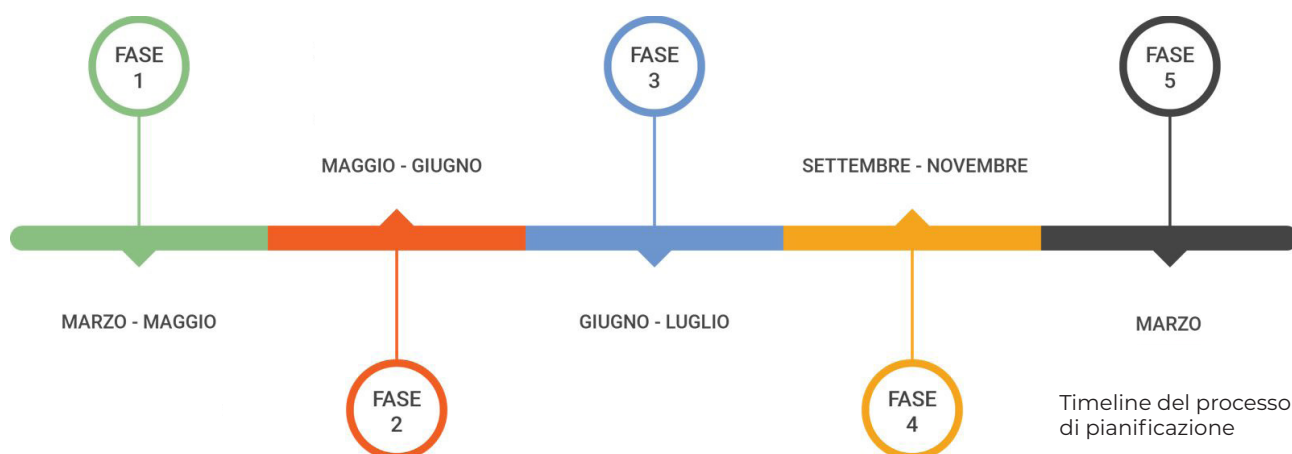 FASE
1
FASE
3
FASE
5
MAGGIO - GIUGNO
SETTEMBRE - NOVEMBRE
MARZO - MAGGIO
GIUGNO - LUGLIO
MARZO
FASE
2
FASE
4
Timeline del processo
di pianificazione